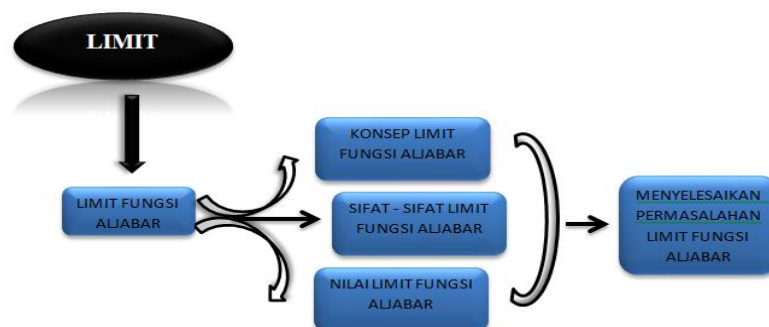 LIMIT
LIMIT FUNGSI
ALJABAR
KONSEP LIMIT
FUNGSI ALJABAR
SIFAT - SIFAT LIMIT
FUNGSI ALJABAR
NILAI LIMIT FUNGSI
ALJABAR
MENYELESAIKAN
PERMASALAHAN
LIMIT FUNGSI
ALJABAR